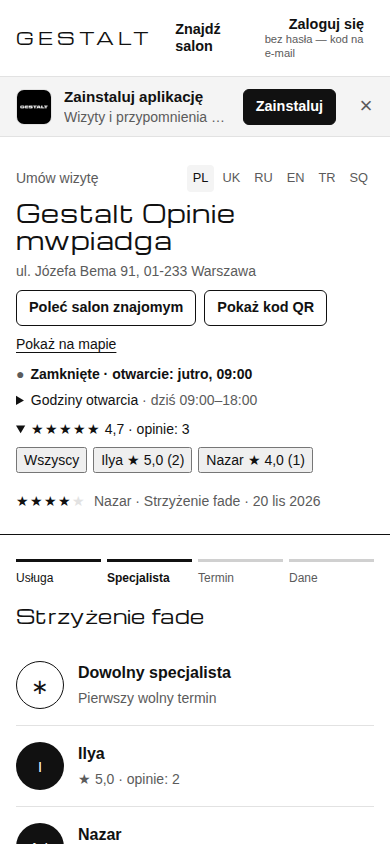 GESTALT
Znajdź salon
Zaloguj się
bez hasła — kod na e-mail
GESTALT
Zainstaluj aplikację
Wizyty i przypomnienia …
Zainstaluj
×
Umów wizytę
PL UK RU EN TR SQ
Gestalt Opinie
mwpiadga
ul. Józefa Bema 91, 01-233 Warszawa
Poleć salon znajomym
Pokaż kod QR
Pokaż na mapie
● Zamknięte · otwarcie: jutro, 09:00
▶ Godziny otwarcia · dziś 09:00–18:00
▼ ★★★★★ 4,7 · opinie: 3
Wszyscy
Ilya ★ 5,0 (2)
Nazar ★ 4,0 (1)
★★★★★ Nazar · Strzyżenie fade · 20 lis 2026
Usługa
Specjalista
Termin
Dane
Strzyżenie fade
Dowolny specjalista
Pierwszy wolny termin
I
Ilya
★ 5,0 · opinie: 2
Nazar